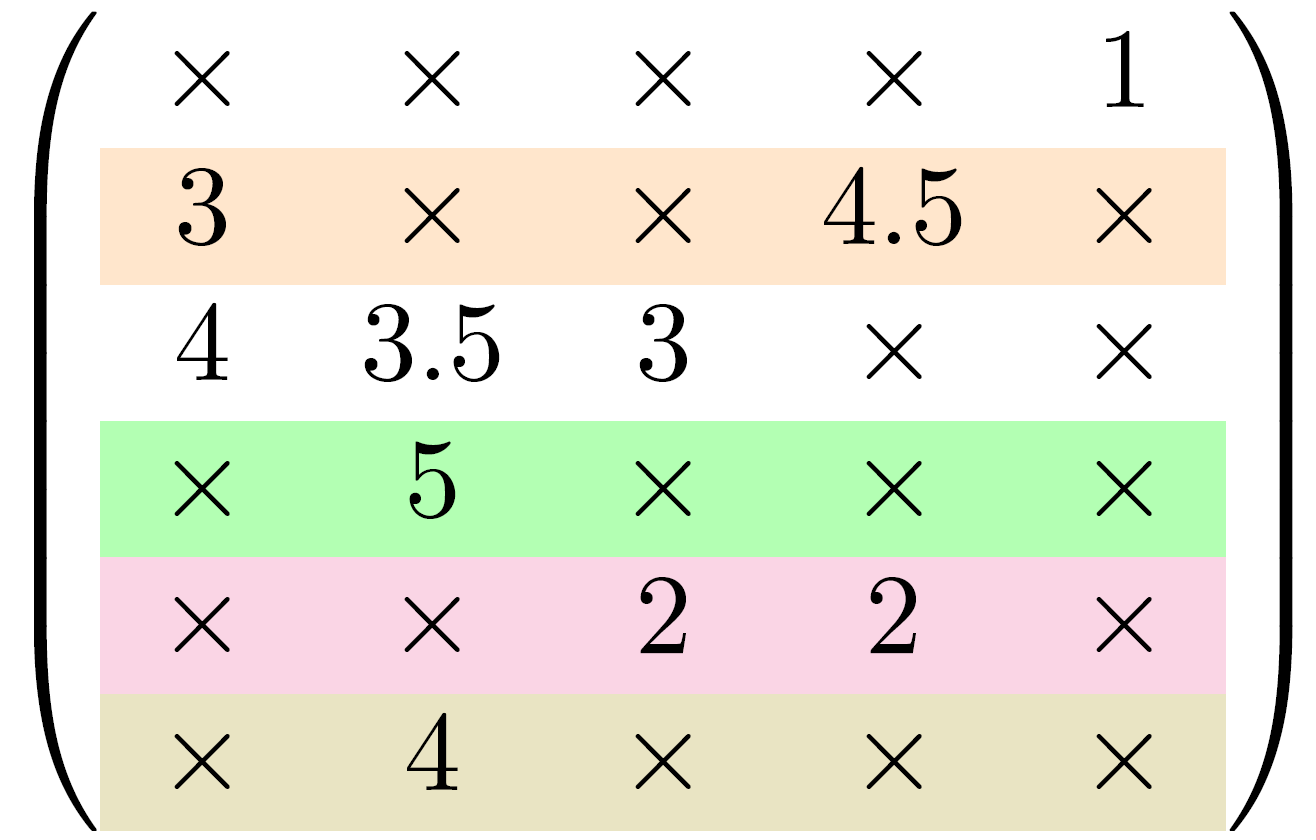 × × × × 1
3 × × 4.5 ×
4 3.5 3 × ×
× 5 × × ×
× × 2 2 ×
× 4 × × ×